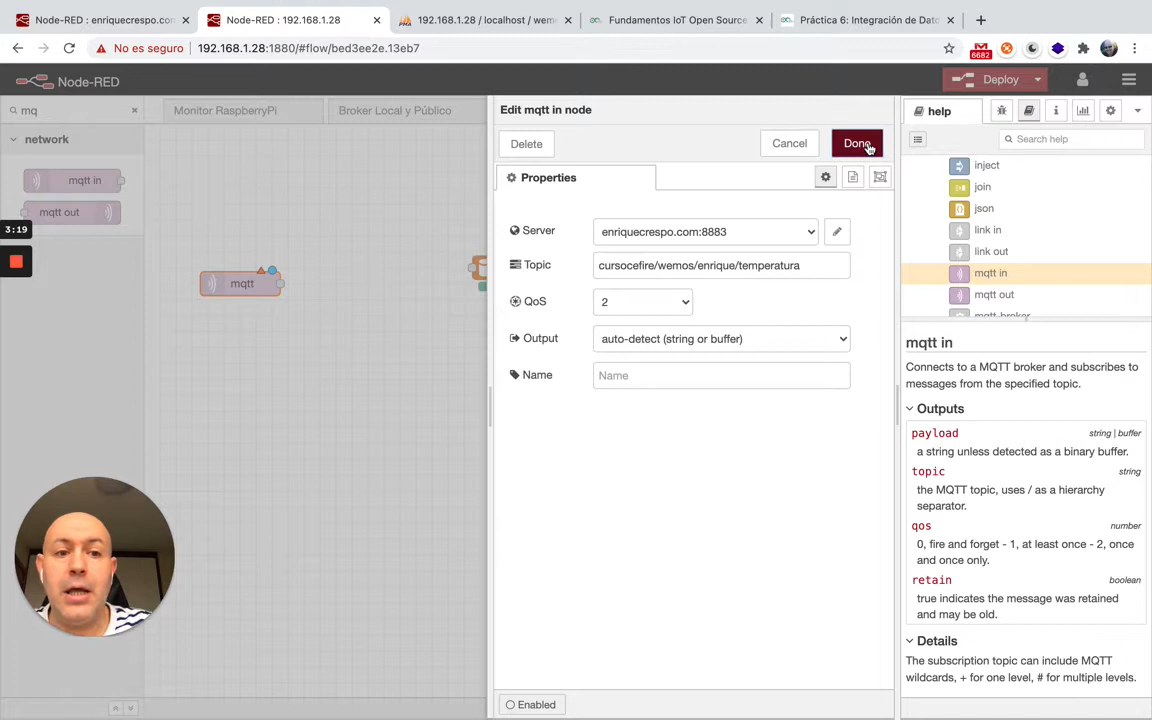 Node-RED : enriquecrespo.com
Node-RED : 192.168.1.28
192.168.1.28 / localhost / wem
Fundamentos IoT Open Source
Práctica 6: Integración de Dato
No es seguro
192.168.1.28:1880/#flow/bed3ee2e.13eb7
6682
Node-RED
Deploy
mq
Monitor RaspberryPi
Broker Local y Público
network
mqtt in
mqtt out
3:19
mqtt
Edit mqtt in node
Delete
Cancel
Done
Properties
Server
enriquecrespo.com:8883
Topic
cursocefire/wemos/enrique/temperatura
QoS
2
Output
auto-detect (string or buffer)
Name
Name
Enabled
help
Search help
inject
join
json
link in
link out
mqtt in
mqtt out
mqtt-broker
mqtt in
Connects to a MQTT broker and subscribes to
messages from the specified topic.
Outputs
payload string | buffer
a string unless detected as a binary buffer.
topic string
the MQTT topic, uses / as a hierarchy
separator.
qos number
0, fire and forget - 1, at least once - 2, once
and once only.
retain boolean
true indicates the message was retained
and may be old.
Details
The subscription topic can include MQTT
wildcards, + for one level, # for multiple levels.